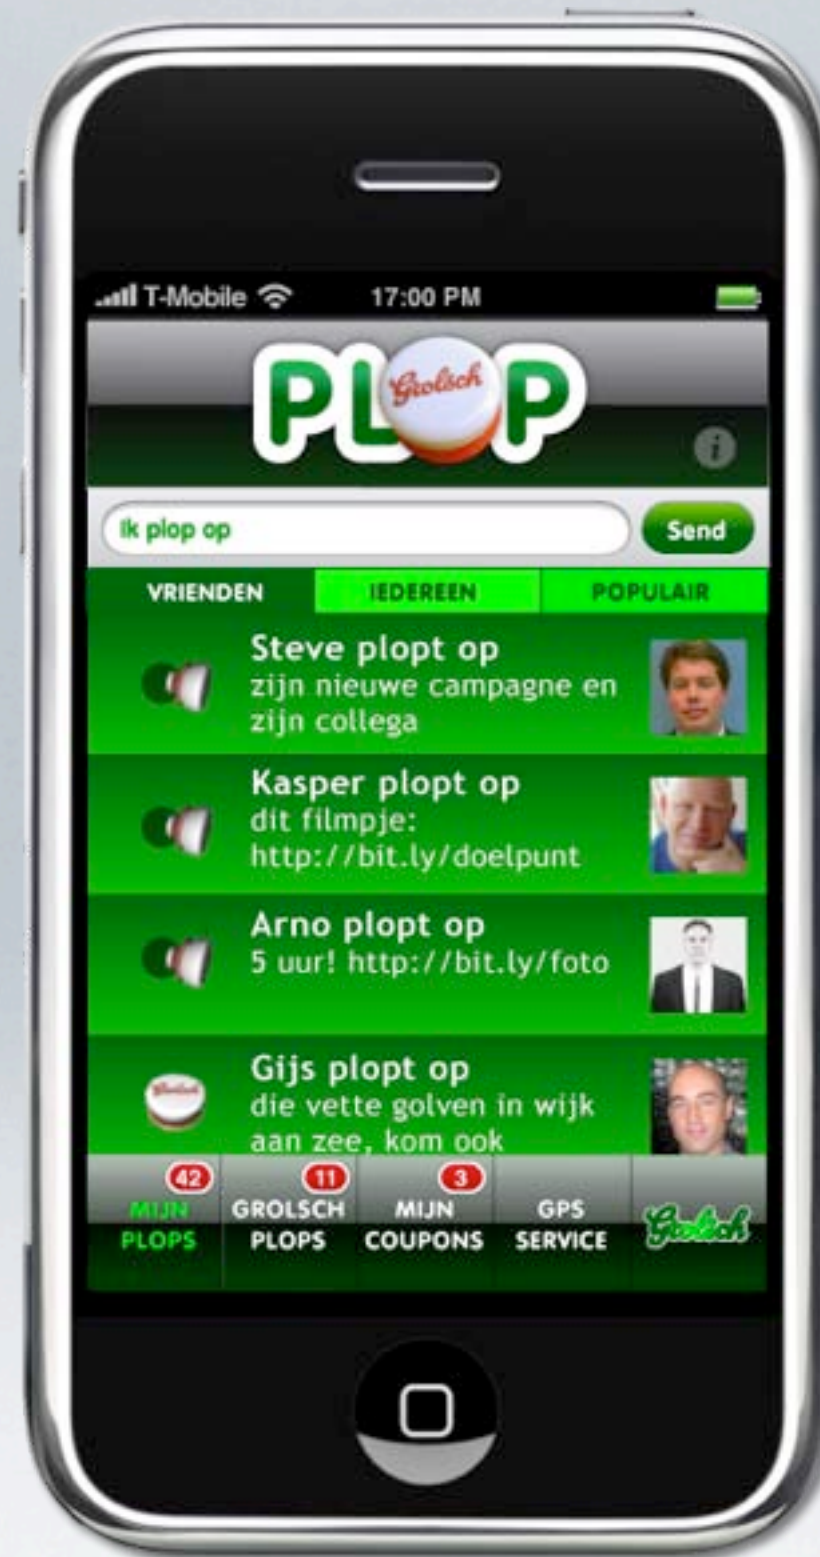 T-Mobile 17:00 PM
PLOP
Grolsch
i
Ik plop op
Send
VRIENDEN IEDEREEN POPULAIR
Steve plopt op
zijn nieuwe campagne en
zijn collega
Kasper plopt op
dit filmpje:
http://bit.ly/doelpunt
Arno plopt op
5 uur! http://bit.ly/foto
Gijs plopt op
die vette golven in wijk
aan zee, kom ook
Grolsch
42 11 3
MIJN GROLSCH MIJN GPS
PLOPS PLOPS COUPONS SERVICE
Grolsch